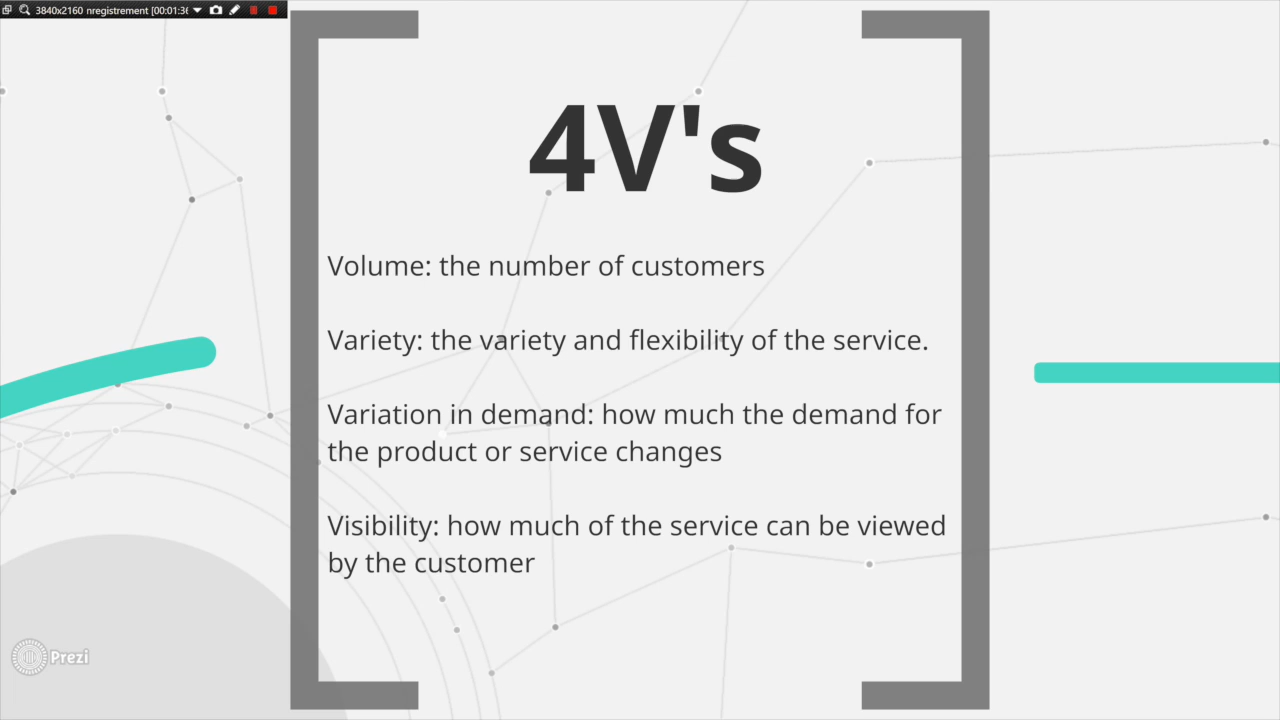 3840x2160 nregistrement [00:01:36
4V's
Volume: the number of customers
Variety: the variety and flexibility of the service.
Variation in demand: how much the demand for
the product or service changes
Visibility: how much of the service can be viewed
by the customer
Prezi